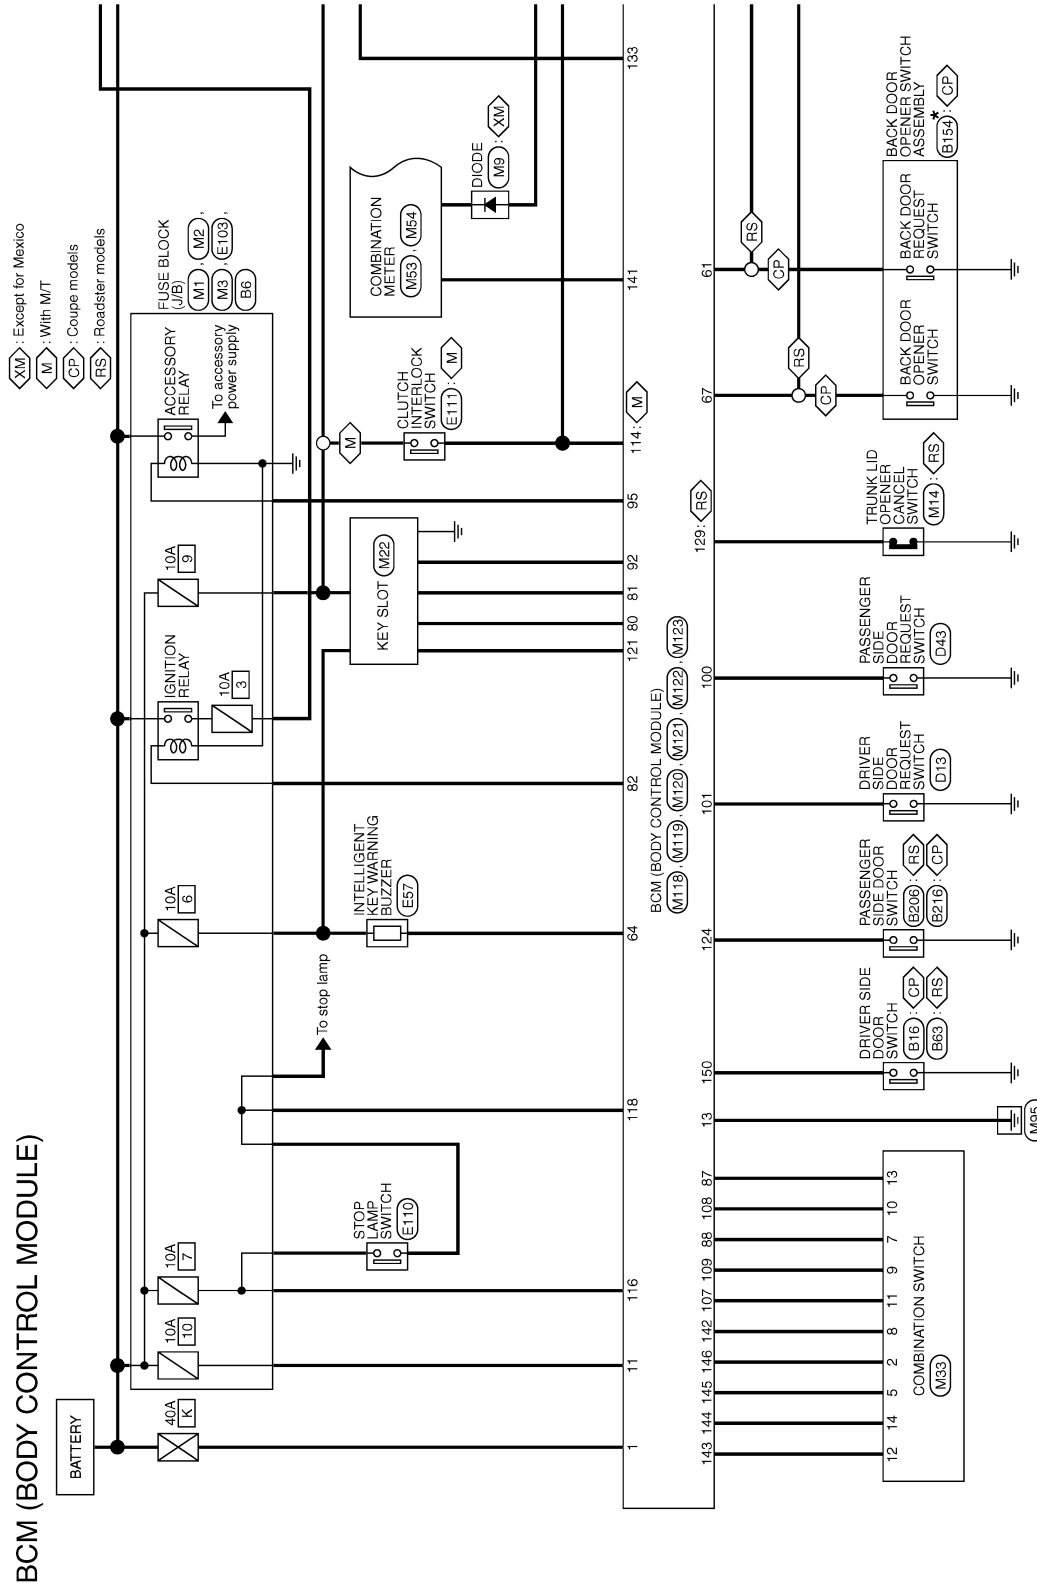 BCM (BODY CONTROL MODULE)
XM : Except for Mexico
M : With M/T
CP : Coupe models
RS : Roadster models
BATTERY
40A
K
10A
10
10A
7
10A
6
IGNITION
RELAY
10A
3
10A
9
ACCESSORY
RELAY
To accessory
power supply
FUSE BLOCK
(J/B)
M1 , M2 ,
M3 , E103 ,
B6
STOP
LAMP
SWITCH
E110
To stop lamp
INTELLIGENT
KEY WARNING
BUZZER
E57
KEY SLOT M22
M
CLUTCH
INTERLOCK
SWITCH
E111 : M
COMBINATION
METER
M53 , M54
DIODE
M9 : XM
1
11
116
118
64
82
121
80
81
92
95
114: M
141
133
BCM (BODY CONTROL MODULE)
M118 , M119 , M120 , M121 , M122 , M123
143
144
145
146
142
107
109
88
108
87
13
150
124
101
100
129: RS
67
61
12
14
5
2
8
11
9
7
10
13
COMBINATION SWITCH
M33
M95
DRIVER SIDE
DOOR
SWITCH
B16 : CP
B63 : RS
PASSENGER
SIDE DOOR
SWITCH
B206 : RS
B216 : CP
DRIVER
SIDE
DOOR
REQUEST
SWITCH
D13
PASSENGER
SIDE
DOOR
REQUEST
SWITCH
D43
TRUNK LID
OPENER
CANCEL
SWITCH
M14 : RS
RS
CP
RS
CP
BACK DOOR
OPENER
SWITCH
BACK DOOR
REQUEST
SWITCH
BACK DOOR
OPENER SWITCH
ASSEMBLY
B154 * : CP